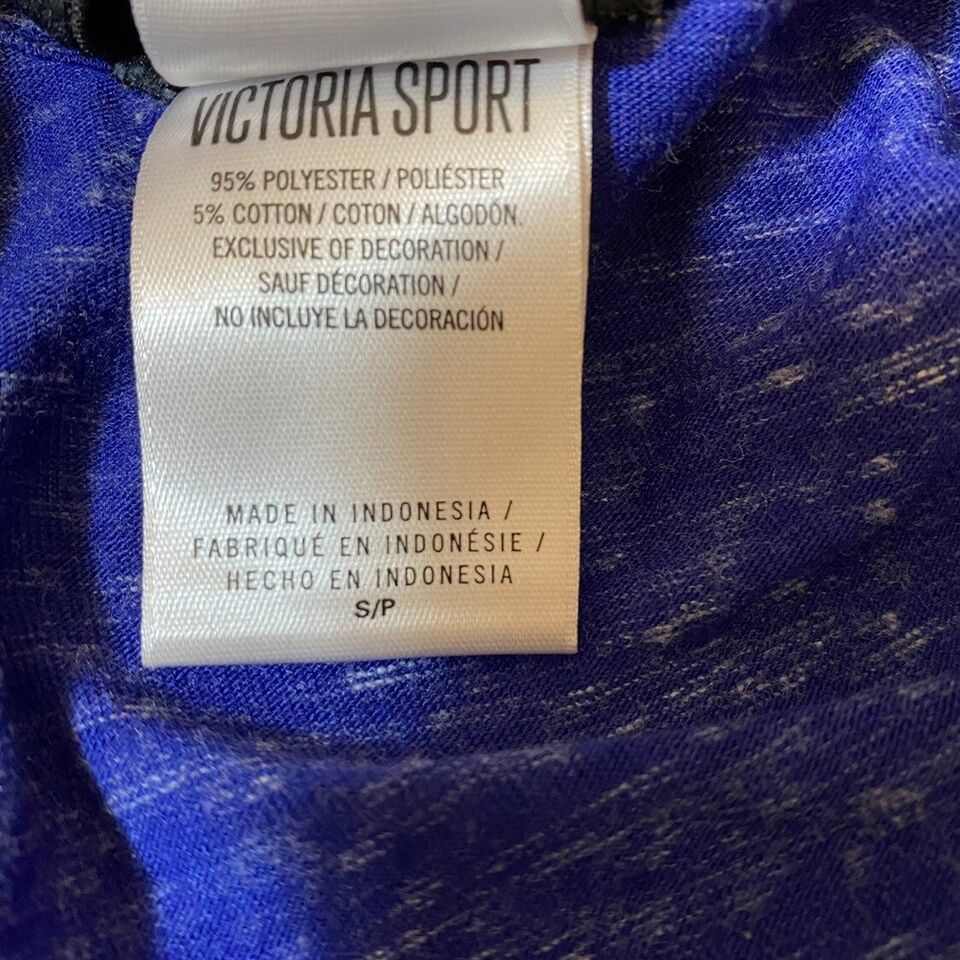 VICTORIA SPORT
95% POLYESTER / POLIÉSTER
5% COTTON / COTON / ALGODÓN.
EXCLUSIVE OF DECORATION /
SAUF DÉCORATION /
NO INCLUYE LA DECORACIÓN
MADE IN INDONESIA /
FABRIQUÉ EN INDONÉSIE /
HECHO EN INDONESIA
S/P